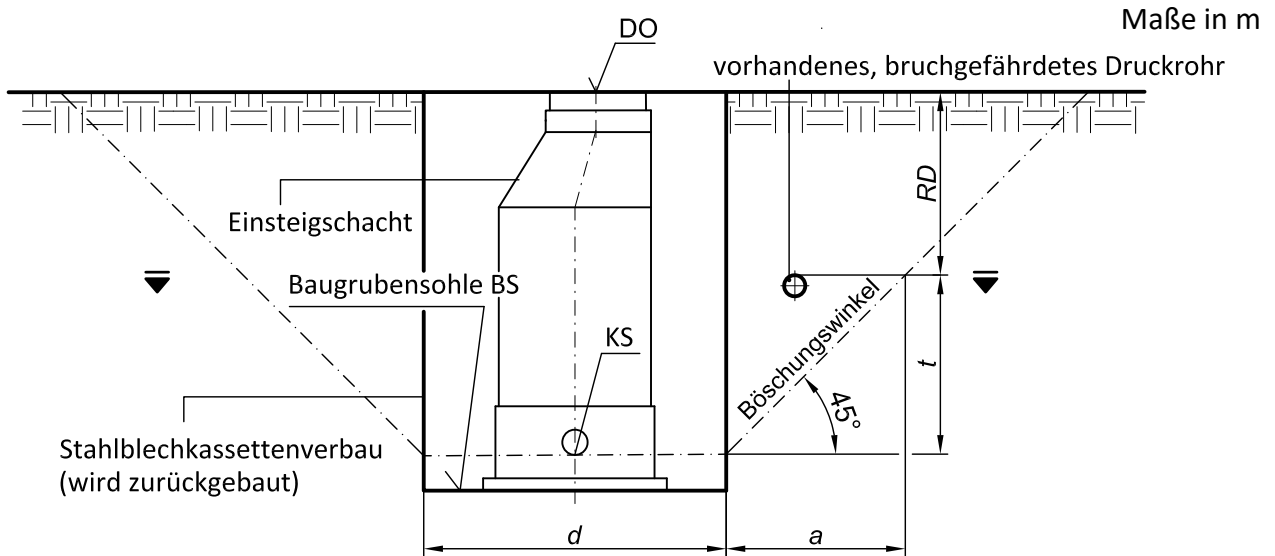 Maße in m
DO
vorhandenes, bruchgefährdetes Druckrohr
RD
Einsteigschacht
Baugrubensohle BS
KS
Böschungswinkel
t
45°
Stahlblechkassettenverbau
(wird zurückgebaut)
d
a